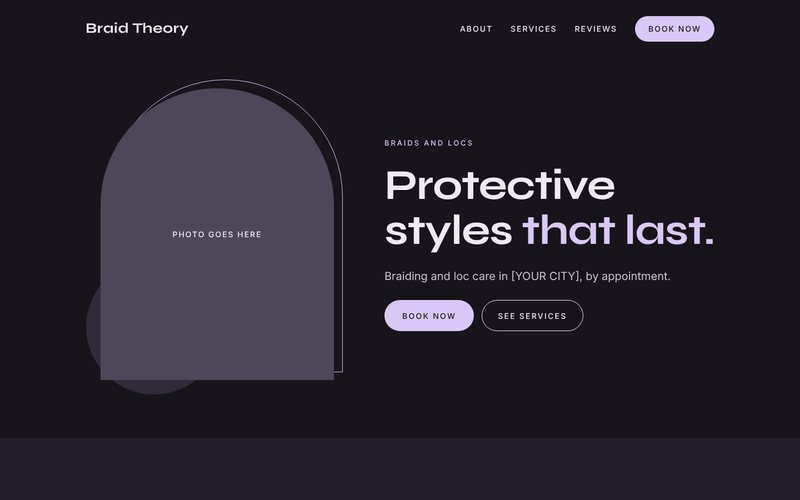 Braid Theory
ABOUT
SERVICES
REVIEWS
BOOK NOW
PHOTO GOES HERE
BRAIDS AND LOCS
Protective
styles that last.
Braiding and loc care in [YOUR CITY], by appointment.
BOOK NOW
SEE SERVICES